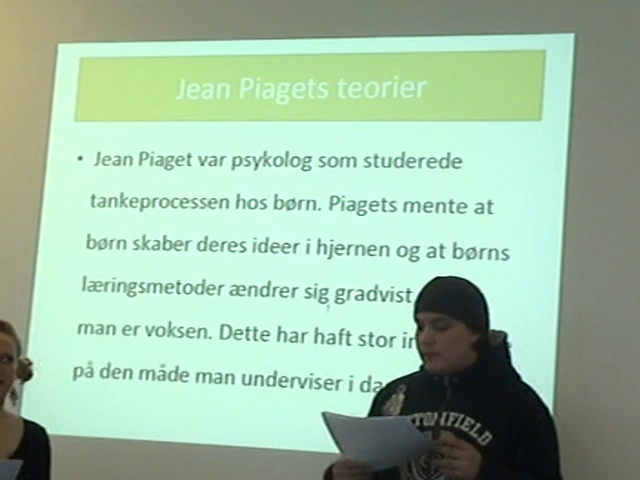 Jean Piagets teorier
• Jean Piaget var psykolog som studerede
tankeprocessen hos børn. Piagets mente at
børn skaber deres ideer i hjernen og at børns
læringsmetoder ændrer sig gradvist
man er voksen. Dette har haft stor
på den måde man underviser i